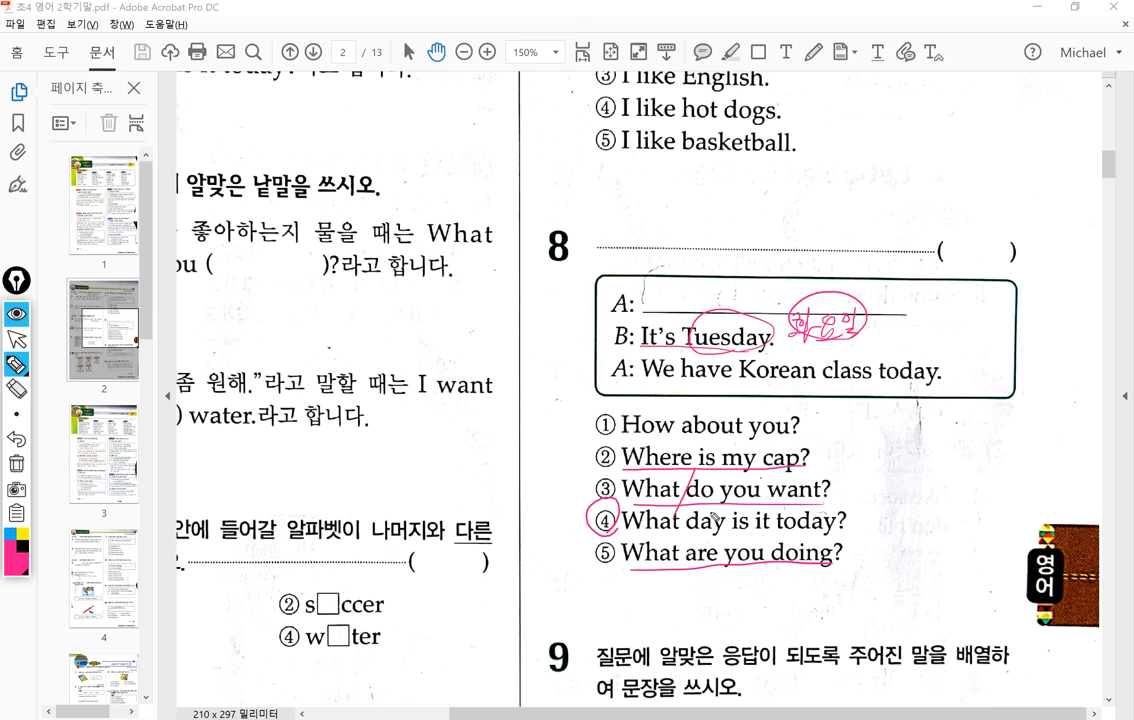 초4 영어 2학기말.pdf - Adobe Acrobat Pro DC
파일 편집 보기(V) 창(W) 도움말(H)
홈 도구 문서 2 / 13 150% Michael
페이지 축...
1
2
3
4
알맞은 낱말을 쓰시오.
좋아하는지 물을 때는 What
ou ( )?라고 합니다.
좀 원해.”라고 말할 때는 I want
) water.라고 합니다.
안에 들어갈 알파벳이 나머지와 다른
( )
② s□ccer
④ w□ter
③ I like English.
④ I like hot dogs.
⑤ I like basketball.
8 ( )
A:
B: It's Tuesday. 화요일
A: We have Korean class today.
① How about you?
② Where is my cap?
③ What do you want?
④ What day is it today?
⑤ What are you doing?
영어
9 질문에 알맞은 응답이 되도록 주어진 말을 배열하
여 문장을 쓰시오.
210 x 297 밀리미터